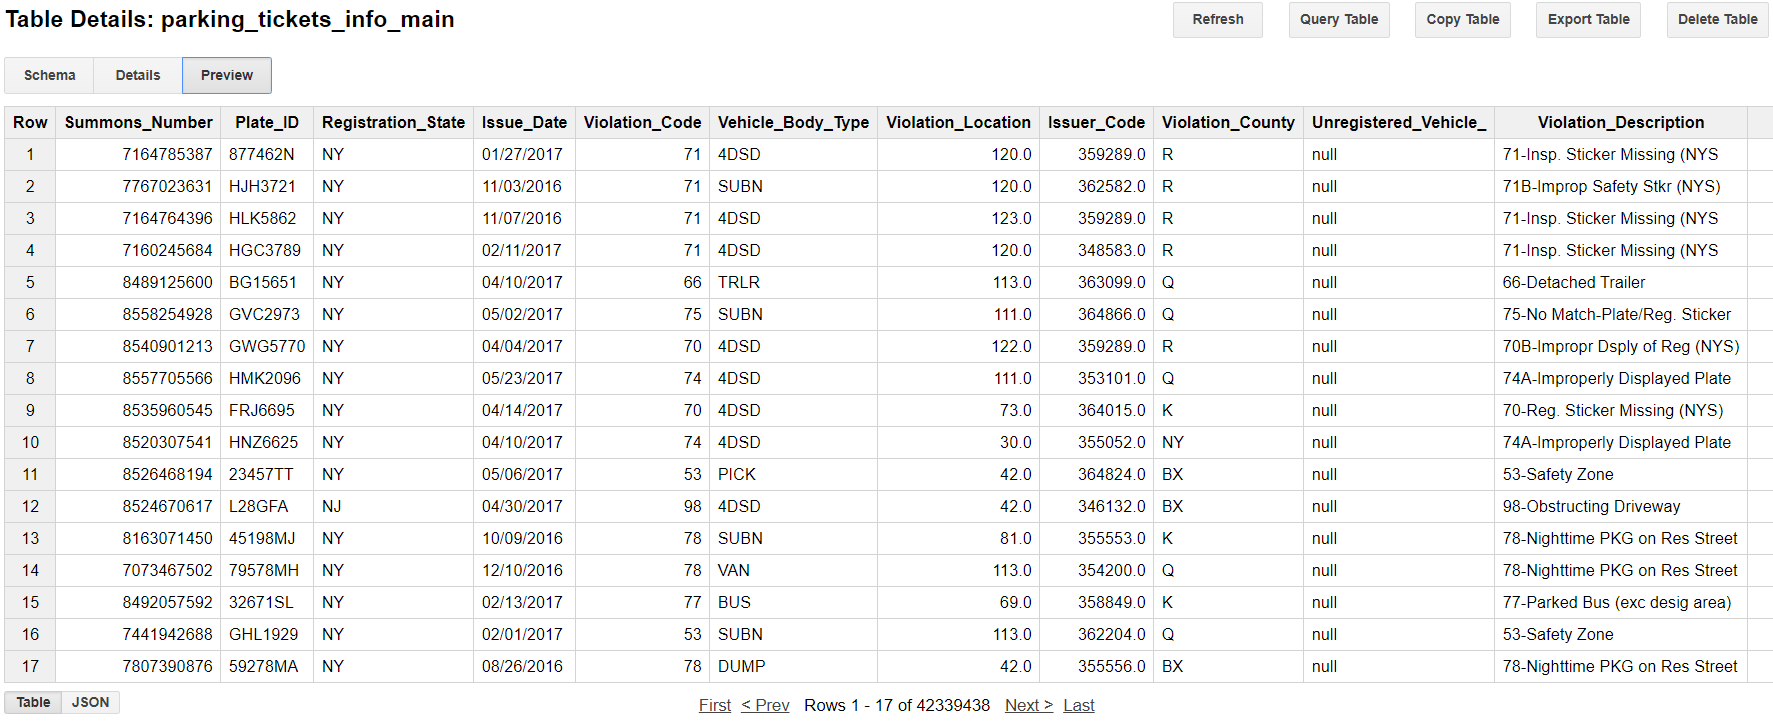 Table Details: parking_tickets_info_main
Refresh Query Table Copy Table Export Table Delete Table
Schema Details Preview
Row Summons_Number Plate_ID Registration_State Issue_Date Violation_Code Vehicle_Body_Type Violation_Location Issuer_Code Violation_County Unregistered_Vehicle_ Violation_Description
1 7164785387 877462N NY 01/27/2017 71 4DSD 120.0 359289.0 R null 71-Insp. Sticker Missing (NYS
2 7767023631 HJH3721 NY 11/03/2016 71 SUBN 120.0 362582.0 R null 71B-Improp Safety Stkr (NYS)
3 7164764396 HLK5862 NY 11/07/2016 71 4DSD 123.0 359289.0 R null 71-Insp. Sticker Missing (NYS
4 7160245684 HGC3789 NY 02/11/2017 71 4DSD 120.0 348583.0 R null 71-Insp. Sticker Missing (NYS
5 8489125600 BG15651 NY 04/10/2017 66 TRLR 113.0 363099.0 Q null 66-Detached Trailer
6 8558254928 GVC2973 NY 05/02/2017 75 SUBN 111.0 364866.0 Q null 75-No Match-Plate/Reg. Sticker
7 8540901213 GWG5770 NY 04/04/2017 70 4DSD 122.0 359289.0 R null 70B-Impropr Dsply of Reg (NYS)
8 8557705566 HMK2096 NY 05/23/2017 74 4DSD 111.0 353101.0 Q null 74A-Improperly Displayed Plate
9 8535960545 FRJ6695 NY 04/14/2017 70 4DSD 73.0 364015.0 K null 70-Reg. Sticker Missing (NYS)
10 8520307541 HNZ6625 NY 04/10/2017 74 4DSD 30.0 355052.0 NY null 74A-Improperly Displayed Plate
11 8526468194 23457TT NY 05/06/2017 53 PICK 42.0 364824.0 BX null 53-Safety Zone
12 8524670617 L28GFA NJ 04/30/2017 98 4DSD 42.0 346132.0 BX null 98-Obstructing Driveway
13 8163071450 45198MJ NY 10/09/2016 78 SUBN 81.0 355553.0 K null 78-Nighttime PKG on Res Street
14 7073467502 79578MH NY 12/10/2016 78 VAN 113.0 354200.0 Q null 78-Nighttime PKG on Res Street
15 8492057592 32671SL NY 02/13/2017 77 BUS 69.0 358849.0 K null 77-Parked Bus (exc desig area)
16 7441942688 GHL1929 NY 02/01/2017 53 SUBN 113.0 362204.0 Q null 53-Safety Zone
17 7807390876 59278MA NY 08/26/2016 78 DUMP 42.0 355556.0 BX null 78-Nighttime PKG on Res Street
Table JSON First < Prev Rows 1 - 17 of 42339438 Next > Last